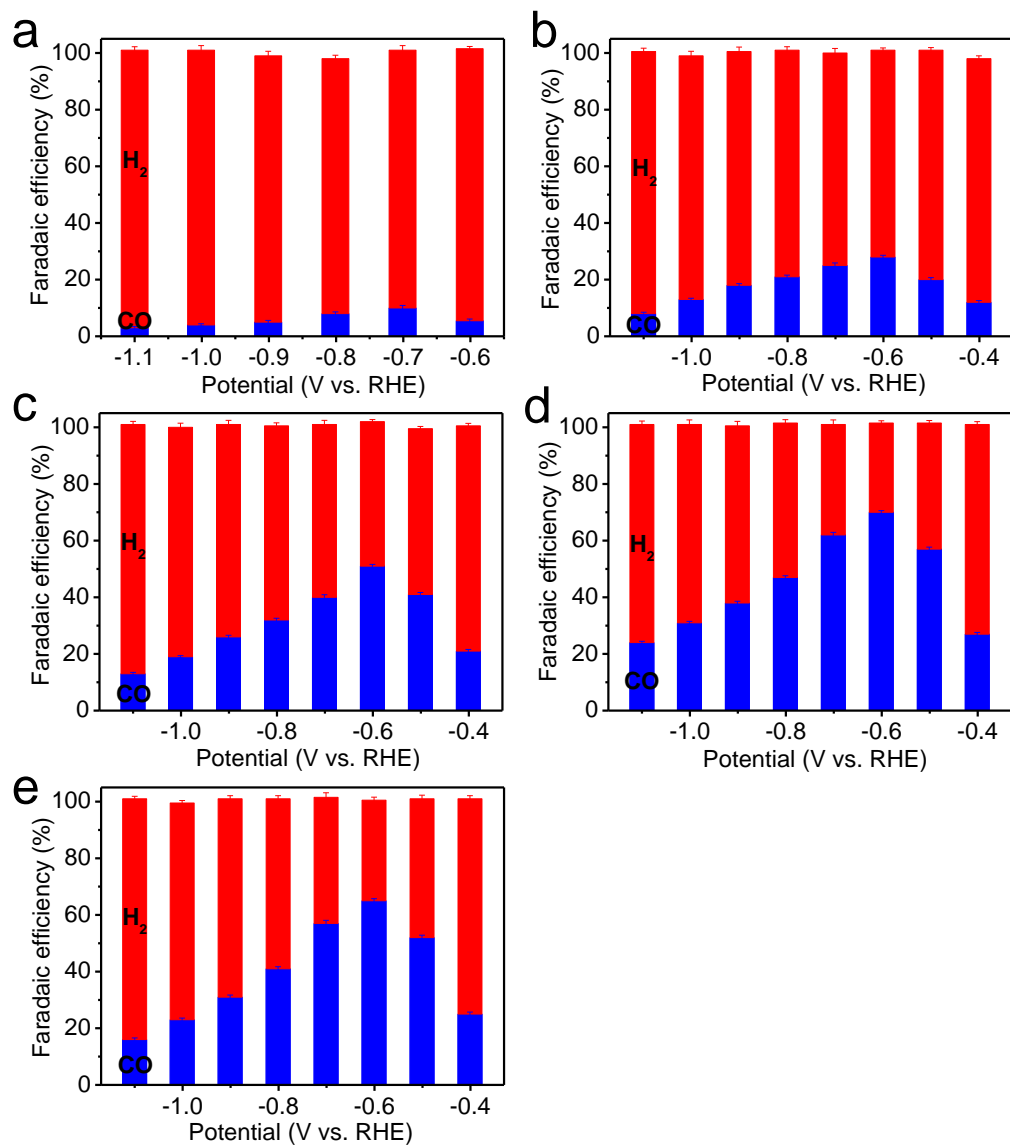 a
100
80
60
40
20
0
Faradaic efficiency (%)
H2
CO
-1.1 -1.0 -0.9 -0.8 -0.7 -0.6
Potential (V vs. RHE)
b
100
80
60
40
20
0
Faradaic efficiency (%)
H2
CO
-1.0 -0.8 -0.6 -0.4
Potential (V vs. RHE)
c
100
80
60
40
20
0
Faradaic efficiency (%)
H2
CO
-1.0 -0.8 -0.6 -0.4
Potential (V vs. RHE)
d
100
80
60
40
20
0
Faradaic efficiency (%)
H2
CO
-1.0 -0.8 -0.6 -0.4
Potential (V vs. RHE)
e
100
80
60
40
20
0
Faradaic efficiency (%)
H2
CO
-1.0 -0.8 -0.6 -0.4
Potential (V vs. RHE)